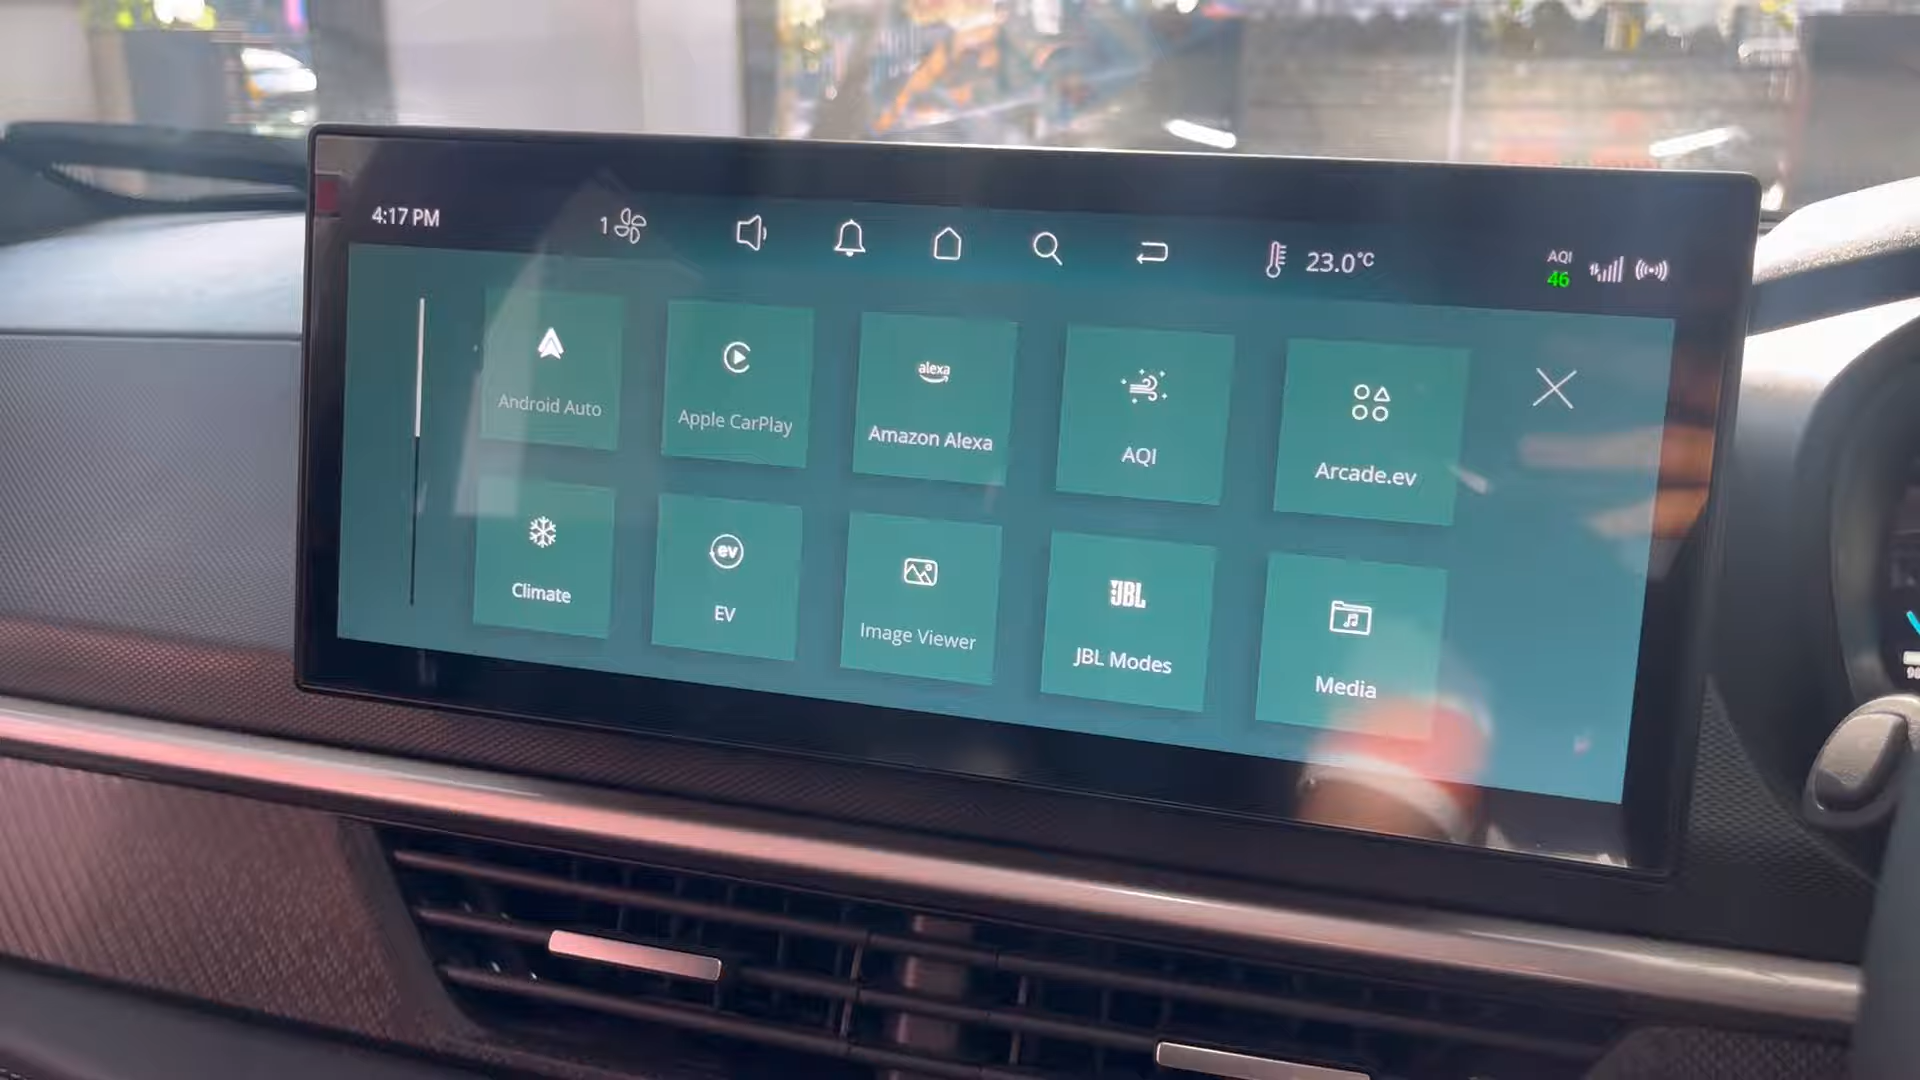 4:17 PM
1
23.0°C
AQI
46
Android Auto
Apple CarPlay
alexa
Amazon Alexa
AQI
Arcade.ev
Climate
ev
EV
Image Viewer
JBL
JBL Modes
Media